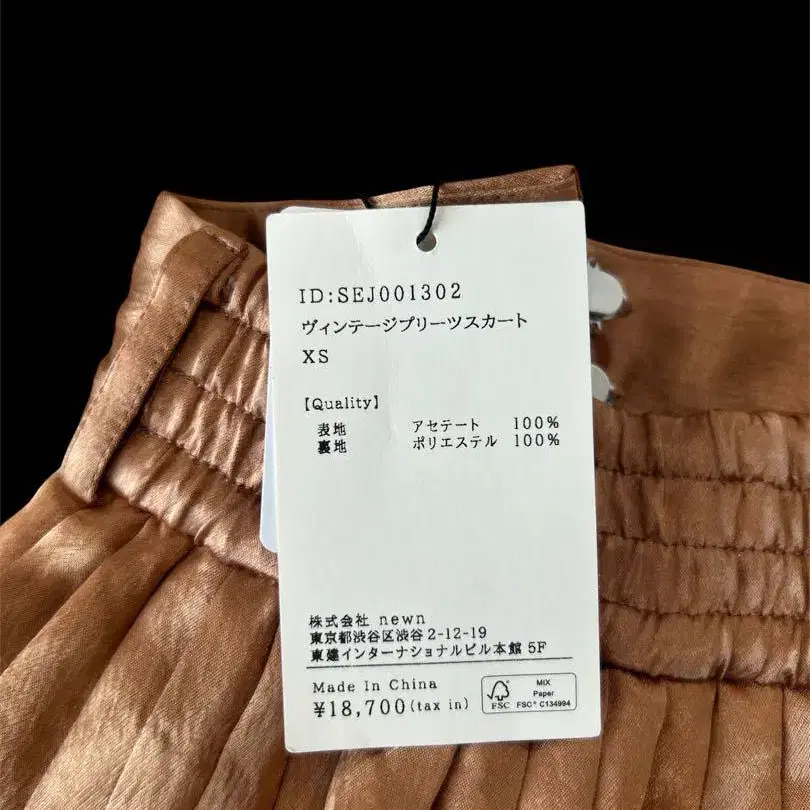 ID:SEJ001302
ヴィンテージプリーツスカート
XS
【Quality】
表地 アセテート 100%
裏地 ポリエステル 100%
株式会社 newn
東京都渋谷区渋谷 2-12-19
東建インターナショナルビル本館 5F
Made In China
¥18,700(tax in)
FSC
MIX
Paper
FSC® C134994